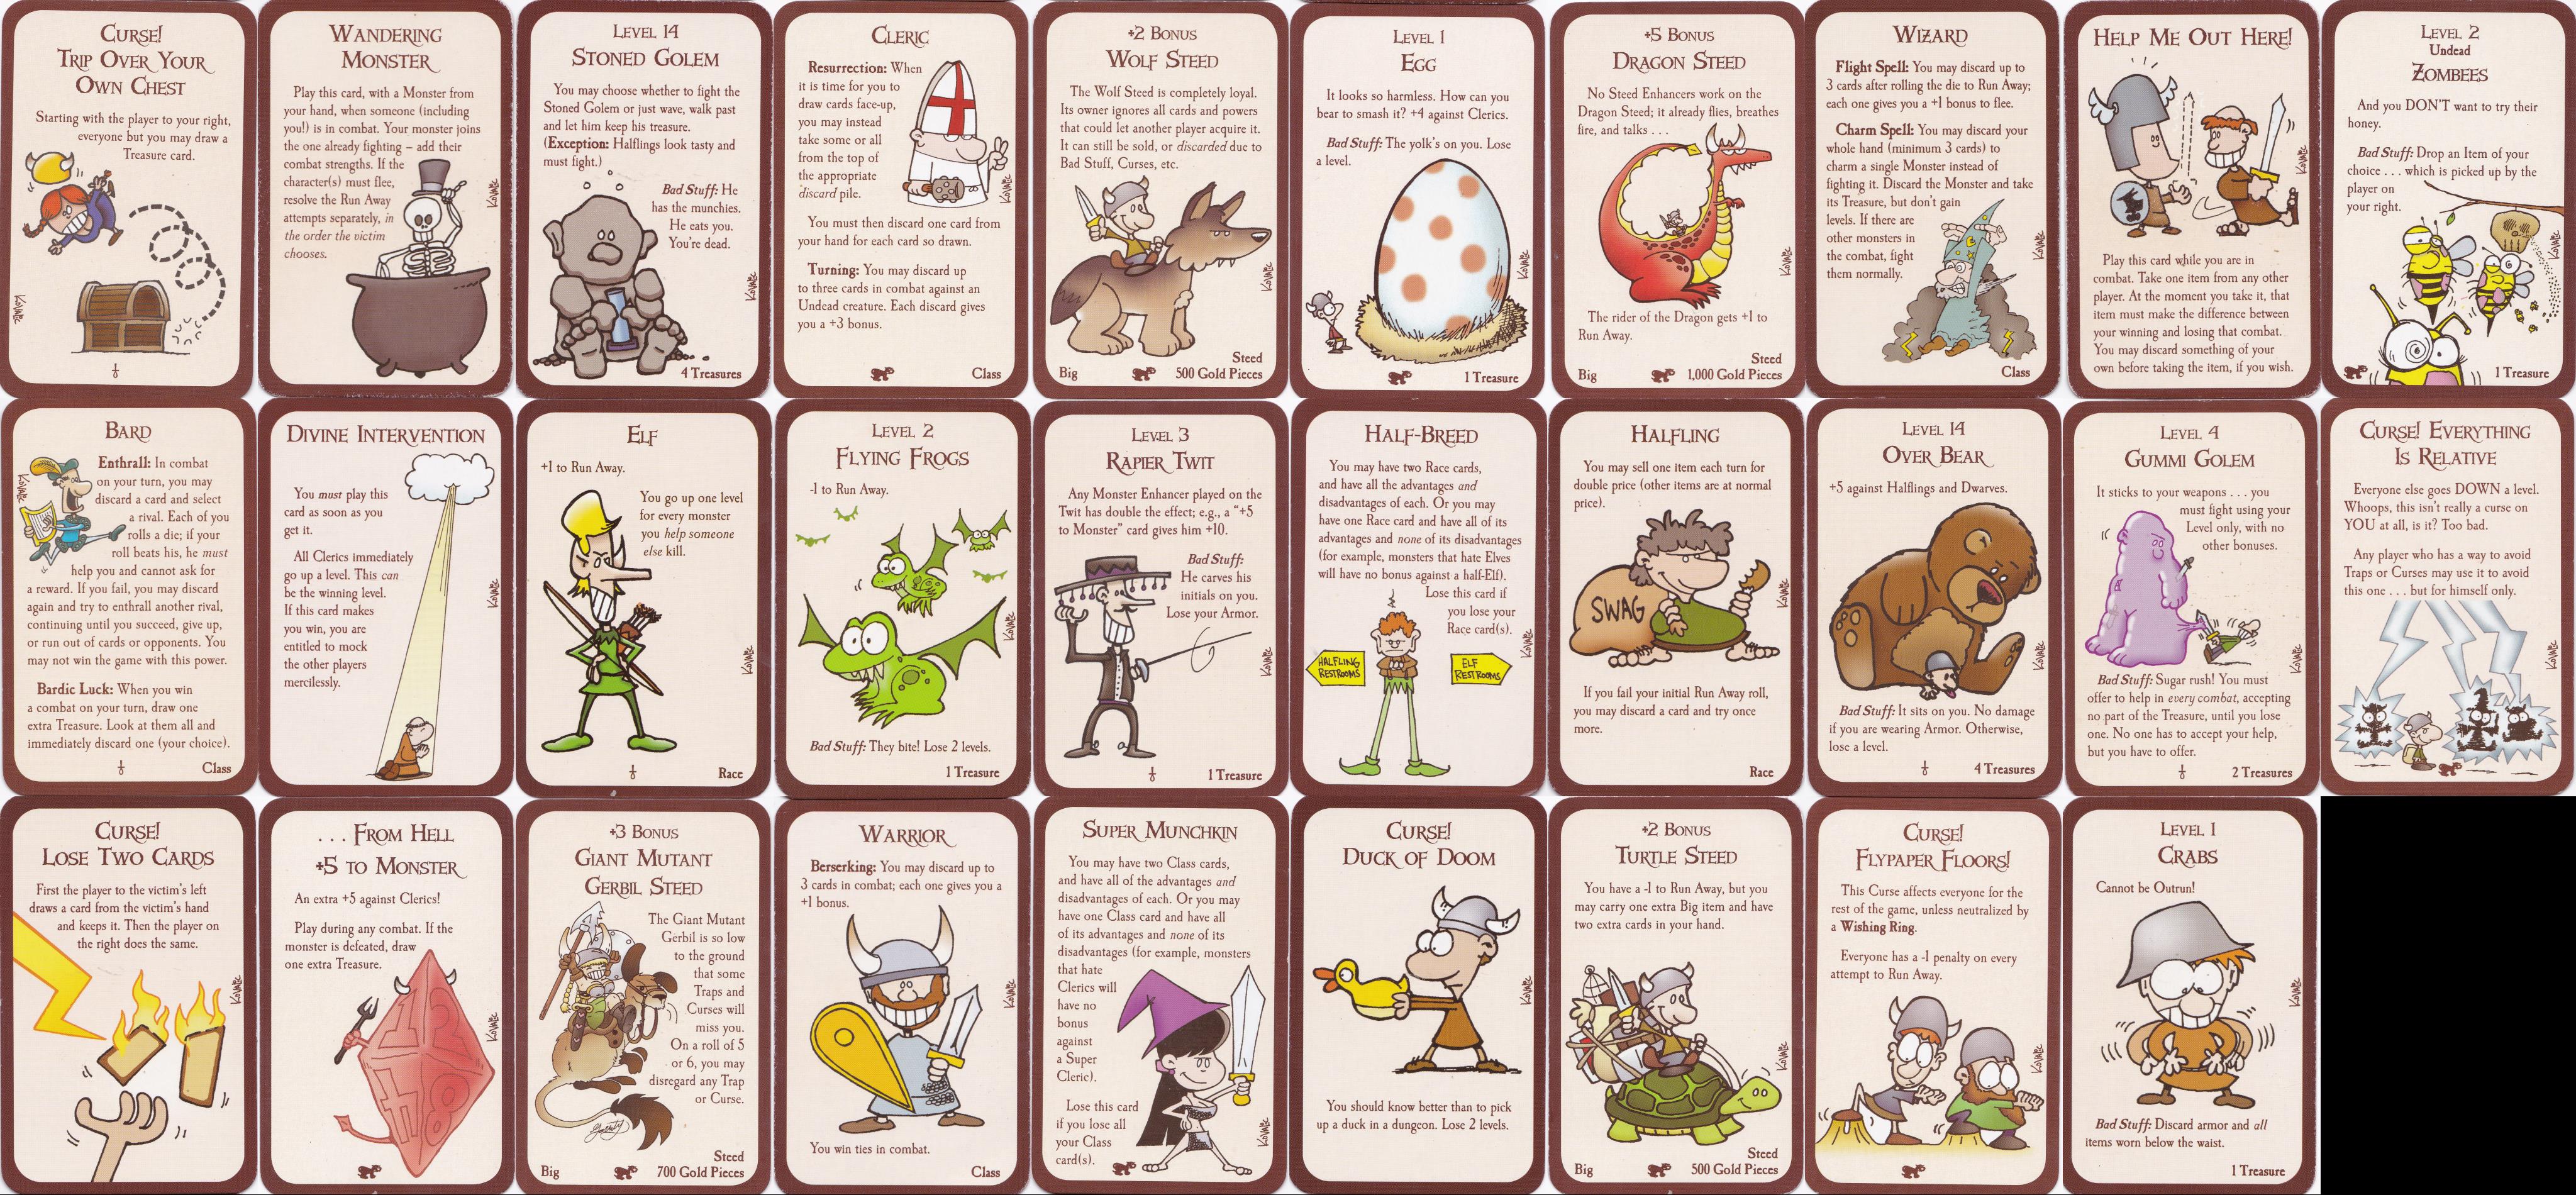 CURSE!
TRIP OVER YOUR
OWN CHEST
Starting with the player to your right,
everyone but you may draw a
Treasure card.
KOVALIC
WANDERING
MONSTER
Play this card, with a Monster from
your hand, when someone (including
you!) is in combat. Your monster joins
the one already fighting – add their
combat strengths. If the
character(s) must flee,
resolve the Run Away
attempts separately, in
the order the victim
chooses.
KOVALIC
LEVEL 14
STONED GOLEM
You may choose whether to fight the
Stoned Golem or just wave, walk past
and let him keep his treasure.
(Exception: Halflings look tasty and
must fight.)
Bad Stuff: He
has the munchies.
He eats you.
You're dead.
KOVALIC
4 Treasures
CLERIC
Resurrection: When
it is time for you to
draw cards face-up,
you may instead
take some or all
from the top of
the appropriate
discard pile.
You must then discard one card from
your hand for each card so drawn.
Turning: You may discard up
to three cards in combat against an
Undead creature. Each discard gives
you a +3 bonus.
KOVALIC
Class
+2 BONUS
WOLF STEED
The Wolf Steed is completely loyal.
Its owner ignores all cards and powers
that could let another player acquire it.
It can still be sold, or discarded due to
Bad Stuff, Curses, etc.
KOVALIC
Steed
Big 500 Gold Pieces
LEVEL 1
EGG
It looks so harmless. How can you
bear to smash it? +4 against Clerics.
Bad Stuff: The yolk's on you. Lose
a level.
KOVALIC
1 Treasure
+5 BONUS
DRAGON STEED
No Steed Enhancers work on the
Dragon Steed; it already flies, breathes
fire, and talks . . .
The rider of the Dragon gets +1 to
Run Away.
KOVALIC
Steed
Big 1,000 Gold Pieces
WIZARD
Flight Spell: You may discard up to
3 cards after rolling the die to Run Away;
each one gives you a +1 bonus to flee.
Charm Spell: You may discard your
whole hand (minimum 3 cards) to
charm a single Monster instead of
fighting it. Discard the Monster and take
its Treasure, but don't gain
levels. If there are
other monsters in
the combat, fight
them normally.
KOVALIC
Class
HELP ME OUT HERE!
KOVALIC
Play this card while you are in
combat. Take one item from any other
player. At the moment you take it, that
item must make the difference between
your winning and losing that combat.
You may discard something of your
own before taking the item, if you wish.
LEVEL 2
Undead
ZOMBEES
And you DON'T want to try their
honey.
Bad Stuff: Drop an Item of your
choice . . . which is picked up by the
player on
your right.
KOVALIC
1 Treasure
BARD
Enthrall: In combat
on your turn, you may
discard a card and select
a rival. Each of you
rolls a die; if your
roll beats his, he must
help you and cannot ask for
a reward. If you fail, you may discard
again and try to enthrall another rival,
continuing until you succeed, give up,
or run out of cards or opponents. You
may not win the game with this power.
Bardic Luck: When you win
a combat on your turn, draw one
extra Treasure. Look at them all and
immediately discard one (your choice).
KOVALIC
Class
DIVINE INTERVENTION
You must play this
card as soon as you
get it.
All Clerics immediately
go up a level. This can
be the winning level.
If this card makes
you win, you are
entitled to mock
the other players
mercilessly.
KOVALIC
ELF
+1 to Run Away.
You go up one level
for every monster
you help someone
else kill.
KOVALIC
Race
LEVEL 2
FLYING FROGS
-1 to Run Away.
KOVALIC
Bad Stuff: They bite! Lose 2 levels.
1 Treasure
LEVEL 3
RAPIER TWIT
Any Monster Enhancer played on the
Twit has double the effect; e.g., a "+5
to Monster" card gives him +10.
Bad Stuff:
He carves his
initials on you.
Lose your Armor.
KOVALIC
1 Treasure
HALF-BREED
You may have two Race cards,
and have all the advantages and
disadvantages of each. Or you may
have one Race card and have all of its
advantages and none of its disadvantages
(for example, monsters that hate Elves
will have no bonus against a half-Elf).
Lose this card if
you lose your
Race card(s).
HALFLING
RESTROOMS
ELF
RESTROOMS
KOVALIC
HALFLING
You may sell one item each turn for
double price (other items are at normal
price).
SWAG
KOVALIC
If you fail your initial Run Away roll,
you may discard a card and try once
more.
Race
LEVEL 14
OVER BEAR
+5 against Halflings and Dwarves.
KOVALIC
Bad Stuff: It sits on you. No damage
if you are wearing Armor. Otherwise,
lose a level.
4 Treasures
LEVEL 4
GUMMI GOLEM
It sticks to your weapons . . . you
must fight using your
Level only, with no
other bonuses.
KOVALIC
Bad Stuff: Sugar rush! You must
offer to help in every combat, accepting
no part of the Treasure, until you lose
one. No one has to accept your help,
but you have to offer.
2 Treasures
CURSE! EVERYTHING
IS RELATIVE
Everyone else goes DOWN a level.
Whoops, this isn't really a curse on
YOU at all, is it? Too bad.
Any player who has a way to avoid
Traps or Curses may use it to avoid
this one . . . but for himself only.
KOVALIC
CURSE!
LOSE TWO CARDS
First the player to the victim's left
draws a card from the victim's hand
and keeps it. Then the player on
the right does the same.
KOVALIC
. . . FROM HELL
+5 TO MONSTER
An extra +5 against Clerics!
Play during any combat. If the
monster is defeated, draw
one extra Treasure.
KOVALIC
+3 BONUS
GIANT MUTANT
GERBIL STEED
The Giant Mutant
Gerbil is so low
to the ground
that some
Traps and
Curses will
miss you.
On a roll of 5
or 6, you may
disregard any Trap
or Curse.
Steed
Big 700 Gold Pieces
WARRIOR
Berserking: You may discard up to
3 cards in combat; each one gives you a
+1 bonus.
KOVALIC
You win ties in combat.
Class
SUPER MUNCHKIN
You may have two Class cards,
and have all of the advantages and
disadvantages of each. Or you may
have one Class card and have all
of its advantages and none of its
disadvantages (for example, monsters
that hate
Clerics will
have no
bonus
against
a Super
Cleric).
Lose this card
if you lose all
your Class
card(s).
KOVALIC
CURSE!
DUCK OF DOOM
KOVALIC
You should know better than to pick
up a duck in a dungeon. Lose 2 levels.
+2 BONUS
TURTLE STEED
You have a -1 to Run Away, but you
may carry one extra Big item and have
two extra cards in your hand.
KOVALIC
Steed
Big 500 Gold Pieces
CURSE!
FLYPAPER FLOORS!
This Curse affects everyone for the
rest of the game, unless neutralized by
a Wishing Ring.
Everyone has a -1 penalty on every
attempt to Run Away.
KOVALIC
LEVEL 1
CRABS
Cannot be Outrun!
KOVALIC
Bad Stuff: Discard armor and all
items worn below the waist.
1 Treasure